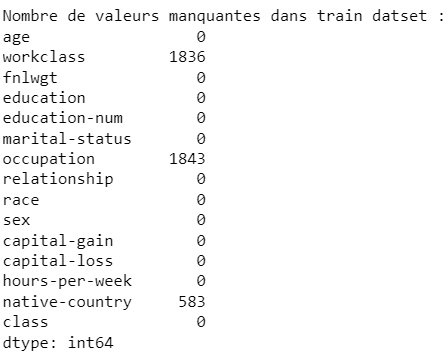 Nombre de valeurs manquantes dans train datset :
age 0
workclass 1836
fnlwgt 0
education 0
education-num 0
marital-status 0
occupation 1843
relationship 0
race 0
sex 0
capital-gain 0
capital-loss 0
hours-per-week 0
native-country 583
class 0
dtype: int64